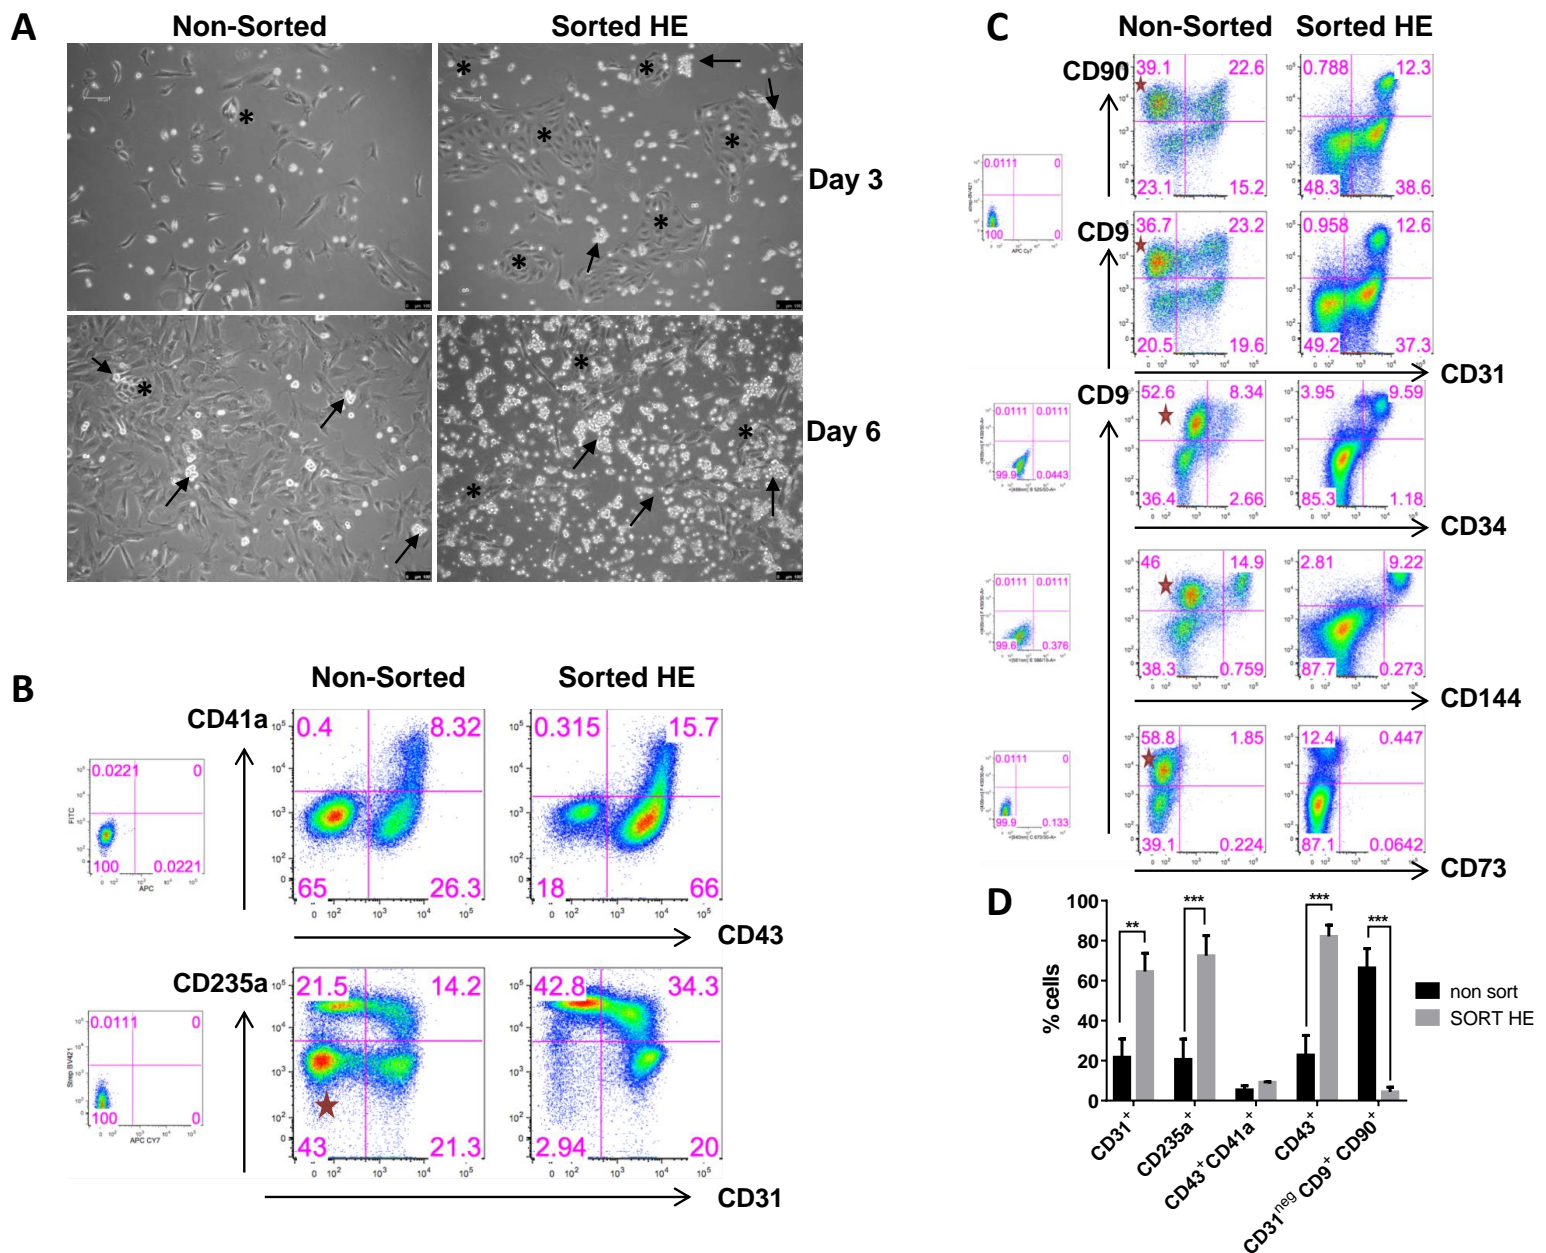 A
Non-Sorted
Sorted HE
*
*
*
*
*
*
*
Day 3
*
*
*
*
Day 6
B
Non-Sorted
Sorted HE
CD41a
0.0221 0
100 0.0221
FITC
APC
0.4 8.32
65 26.3
0.315 15.7
18 66
CD43
CD235a
0.0111 0
100 0
Strep BV421
APC CY7
21.5 14.2
43 21.3
42.8 34.3
2.94 20
CD31
C
Non-Sorted
Sorted HE
CD90
39.1 22.6
23.1 15.2
0.788 12.3
48.3 38.6
0.0111 0
100 0
strep-BV421
APC Cy7
CD9
36.7 23.2
20.5 19.6
0.958 12.6
49.2 37.3
CD31
CD9
0.0111 0.0111
99.9 0.0443
52.6 8.34
36.4 2.66
3.95 9.59
85.3 1.18
CD34
0.0111 0.0111
99.6 0.376
46 14.9
38.3 0.759
2.81 9.22
87.7 0.273
CD144
0.0111 0
99.9 0.133
58.8 1.85
39.1 0.224
12.4 0.447
87.1 0.0642
CD73
D
% cells
100
80
60
40
20
0
**
***
***
***
CD31+
CD235a+
CD43+CD41a+
CD43+
CD31neg CD9+ CD90+
non sort
SORT HE